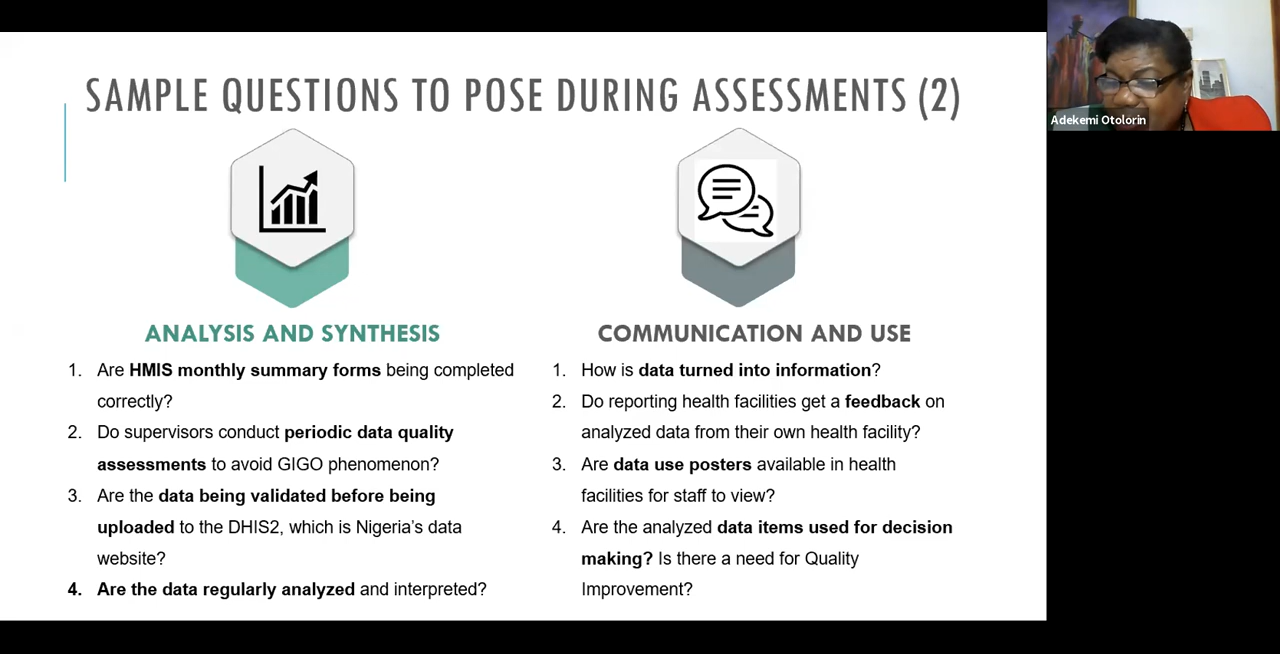 SAMPLE QUESTIONS TO POSE DURING ASSESSMENTS (2)
Adekemi Otolorin
ANALYSIS AND SYNTHESIS
1. Are HMIS monthly summary forms being completed
correctly?
2. Do supervisors conduct periodic data quality
assessments to avoid GIGO phenomenon?
3. Are the data being validated before being
uploaded to the DHIS2, which is Nigeria's data
website?
4. Are the data regularly analyzed and interpreted?
COMMUNICATION AND USE
1. How is data turned into information?
2. Do reporting health facilities get a feedback on
analyzed data from their own health facility?
3. Are data use posters available in health
facilities for staff to view?
4. Are the analyzed data items used for decision
making? Is there a need for Quality
Improvement?